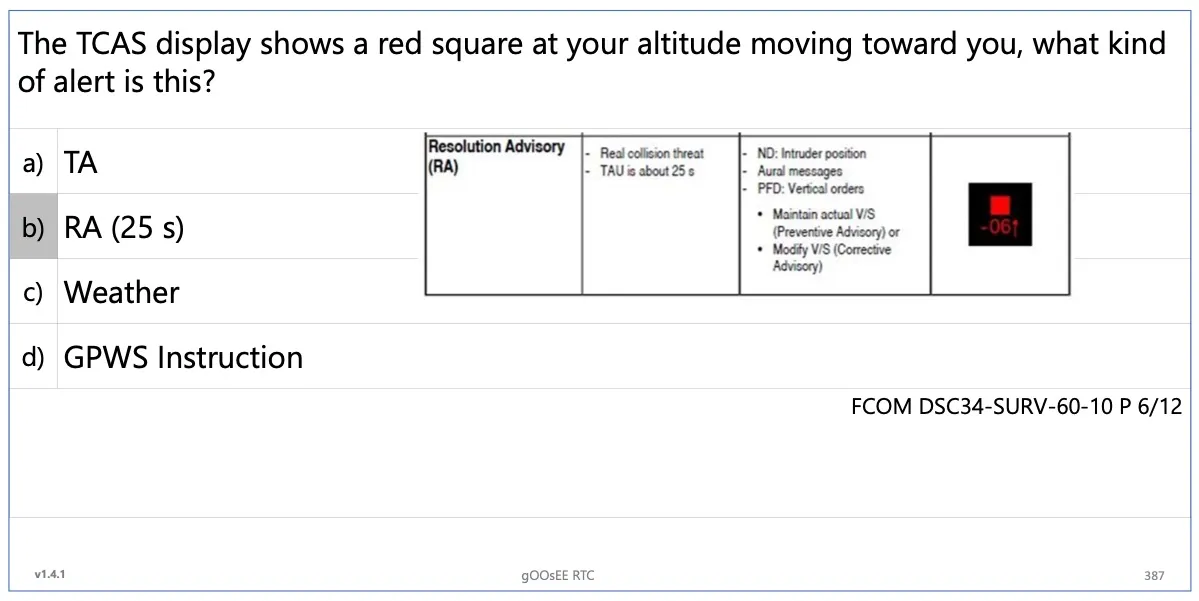 The TCAS display shows a red square at your altitude moving toward you, what kind
of alert is this?
a) TA
b) RA (25 s)
c) Weather
d) GPWS Instruction
Resolution Advisory
(RA)
- Real collision threat
- TAU is about 25 s
- ND: Intruder position
- Aural messages
- PFD: Vertical orders
• Maintain actual V/S
(Preventive Advisory) or
• Modify V/S (Corrective
Advisory)
-06↑
FCOM DSC34-SURV-60-10 P 6/12
v1.4.1
gOOsEE RTC
387